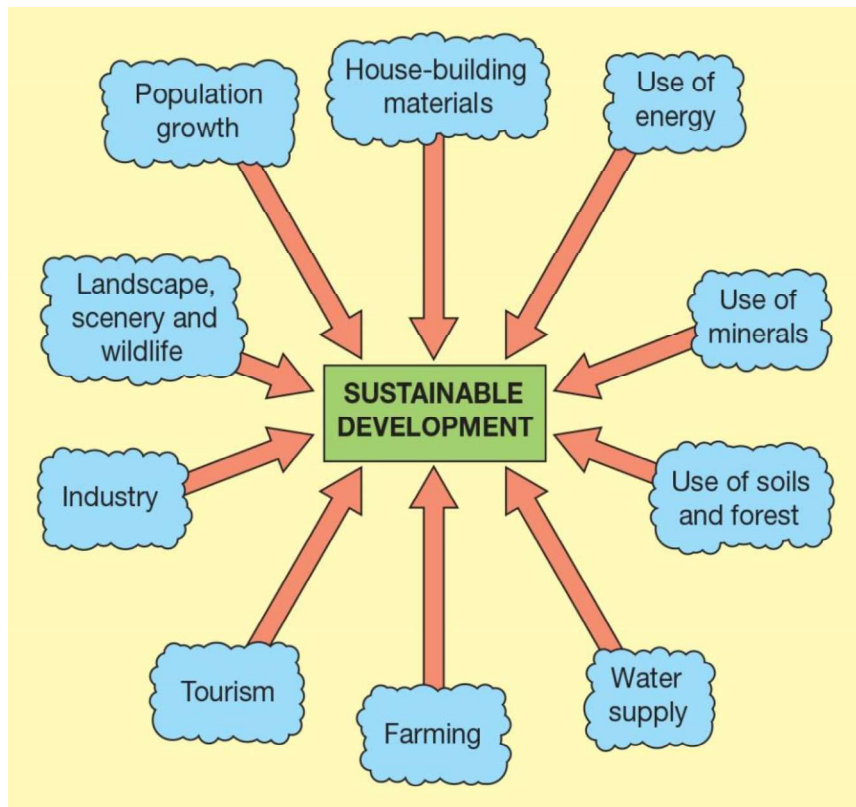 Population
growth
House-building
materials
Use of
energy
Landscape,
scenery and
wildlife
Use of
minerals
SUSTAINABLE
DEVELOPMENT
Industry
Use of soils
and forest
Tourism
Farming
Water
supply